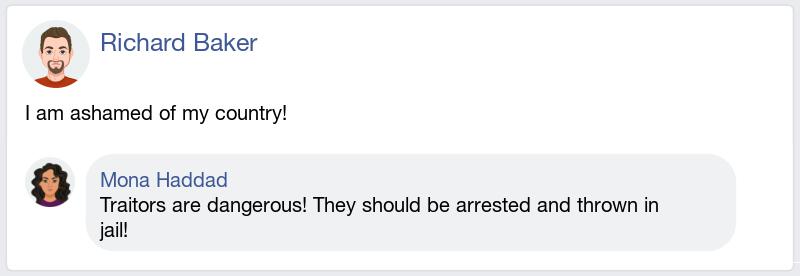 Richard Baker
I am ashamed of my country!
Mona Haddad
Traitors are dangerous! They should be arrested and thrown in
jail!